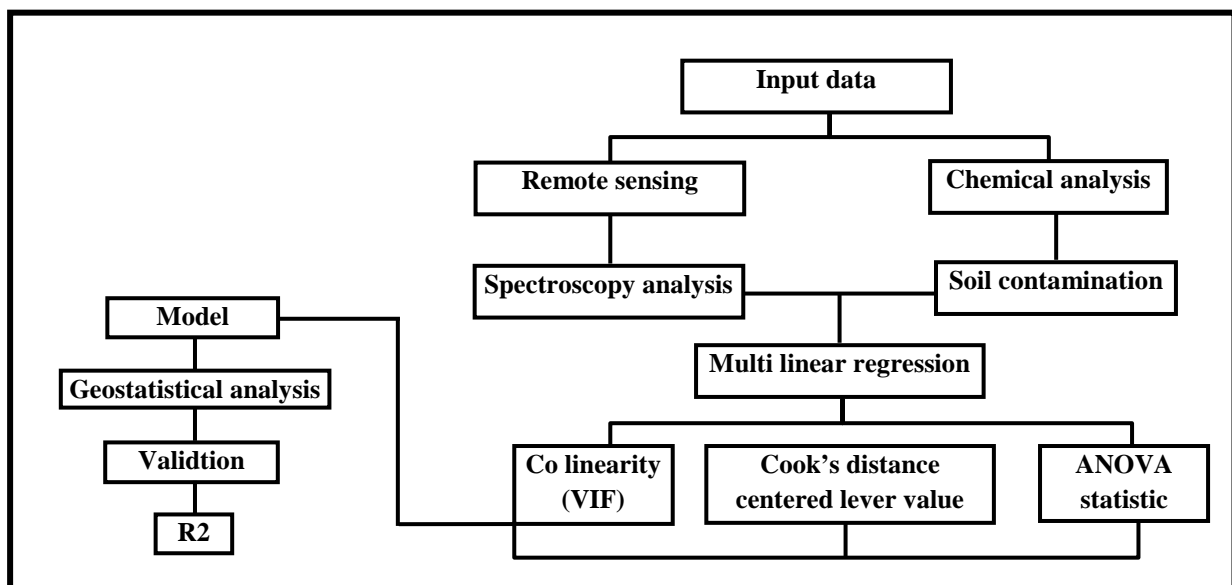 Input data
Remote sensing
Chemical analysis
Spectroscopy analysis
Soil contamination
Multi linear regression
Co linearity
(VIF)
Cook’s distance
centered lever value
ANOVA
statistic
Model
Geostatistical analysis
Validtion
R2